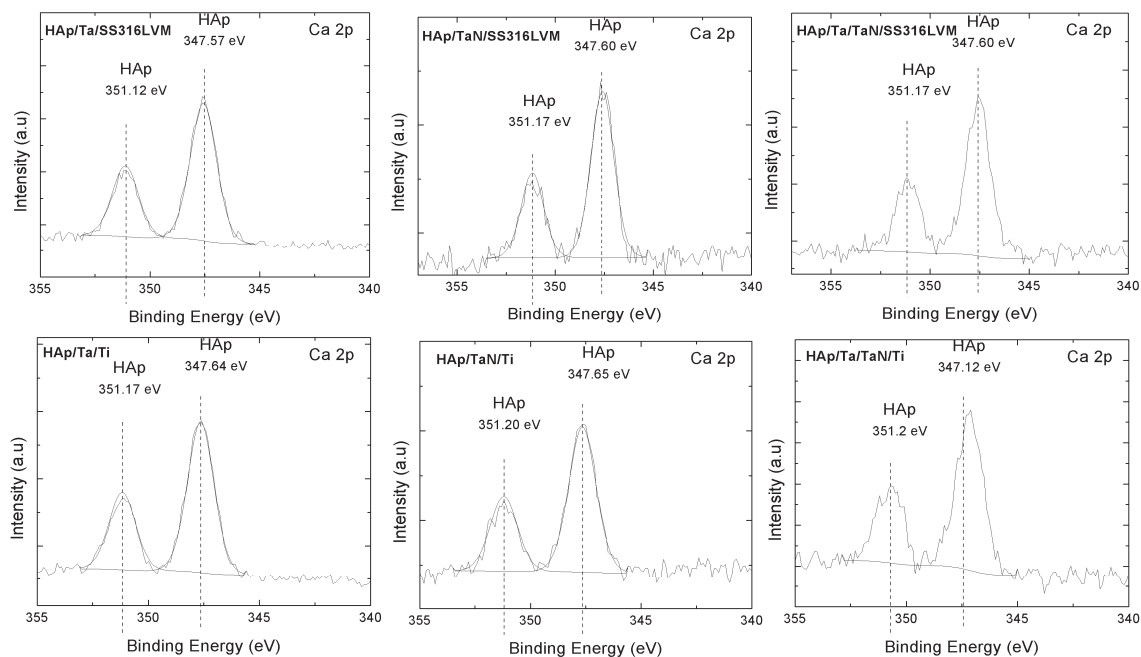 HAp/Ta/SS316LVM
HAp
347.57 eV
Ca 2p
HAp
351.12 eV
Intensity (a.u)
355
350
345
340
Binding Energy (eV)
HAp/TaN/SS316LVM
HAp
347.60 eV
Ca 2p
HAp
351.17 eV
Intensity (a.u)
355
350
345
340
Binding Energy (eV)
HAp/Ta/TaN/SS316LVM
HAp
347.60 eV
Ca 2p
HAp
351.17 eV
Intensity (a.u)
355
350
345
340
Binding Energy (eV)
HAp/Ta/Ti
HAp
347.64 eV
Ca 2p
HAp
351.17 eV
Intensity (a.u)
355
350
345
340
Binding Energy (eV)
HAp/TaN/Ti
HAp
347.65 eV
Ca 2p
HAp
351.20 eV
Intensity (a.u)
355
350
345
340
Binding Energy (eV)
HAp/Ta/TaN/Ti
HAp
347.12 eV
Ca 2p
HAp
351.2 eV
Intensity (a.u)
355
350
345
340
Binding Energy (eV)